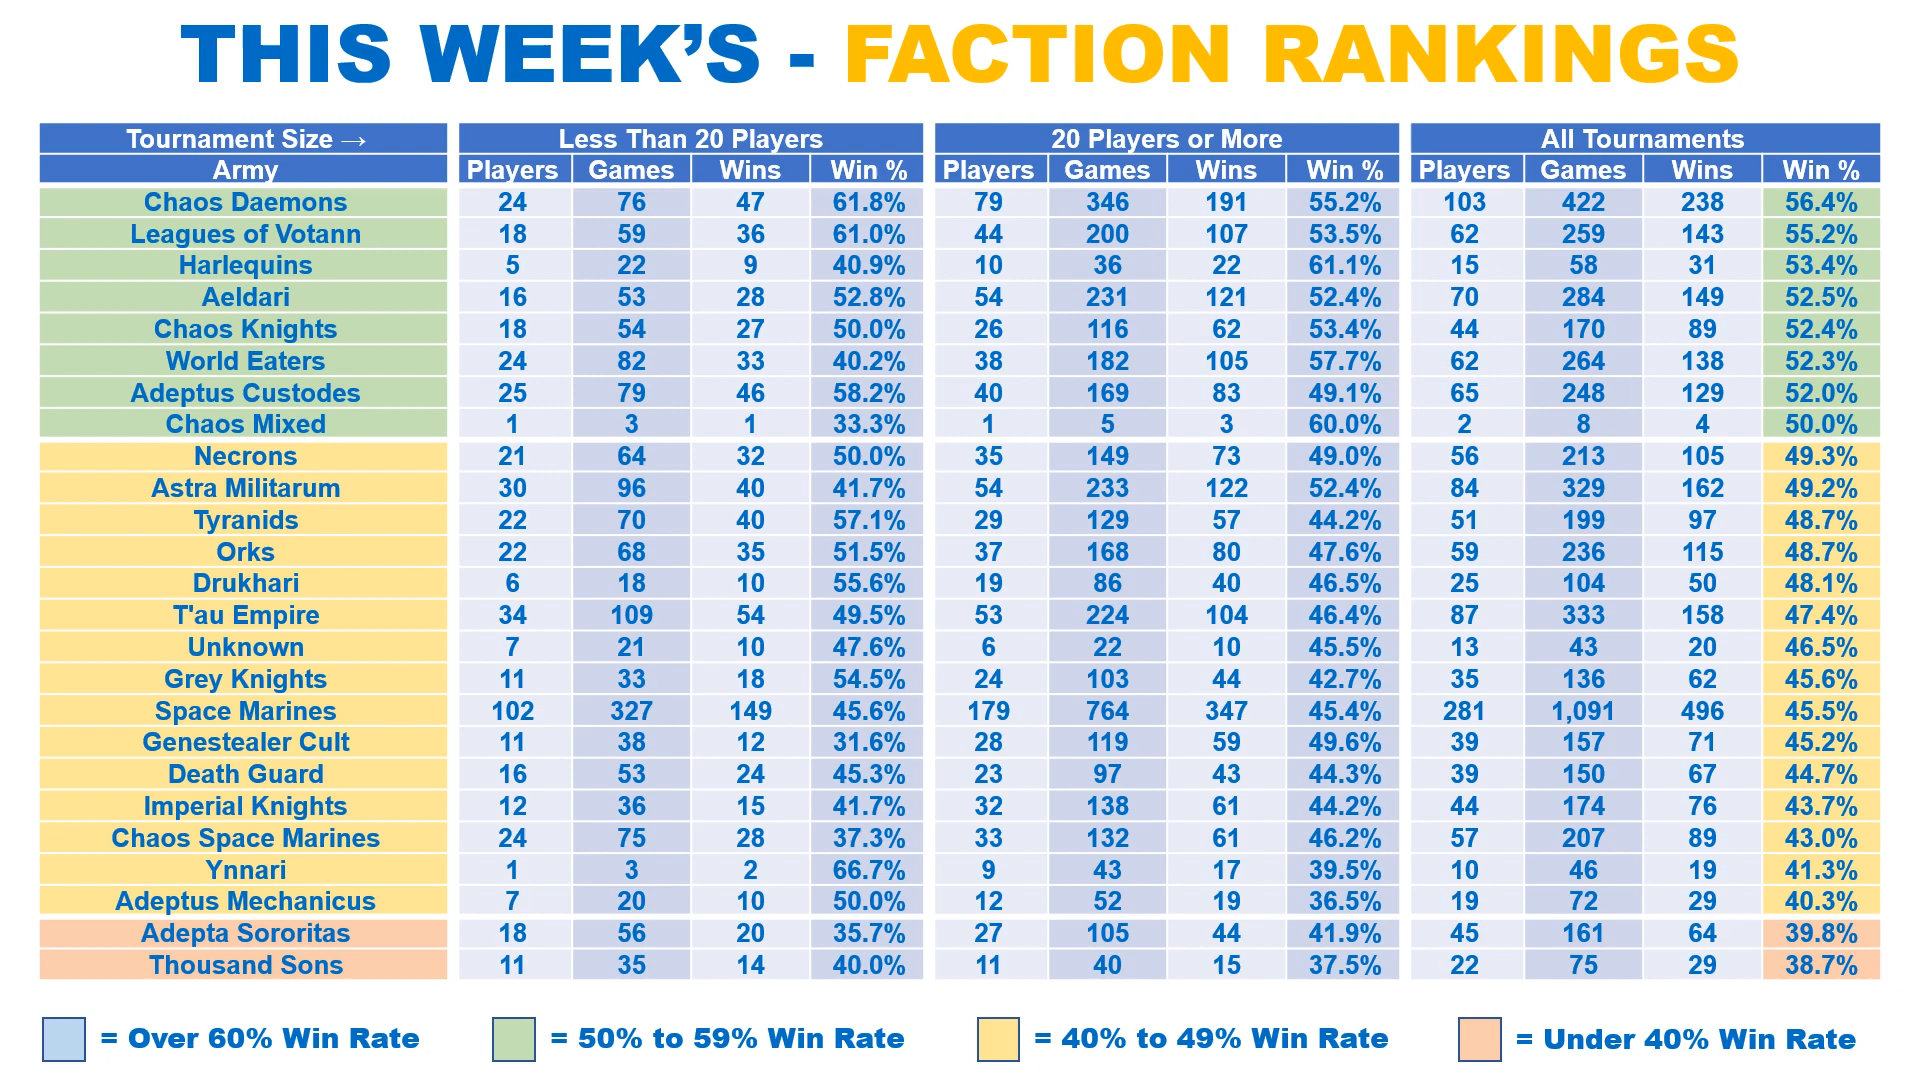 THIS WEEK’S - FACTION RANKINGS
Tournament Size → Less Than 20 Players 20 Players or More All Tournaments
Army Players Games Wins Win % Players Games Wins Win % Players Games Wins Win %
Chaos Daemons 24 76 47 61.8% 79 346 191 55.2% 103 422 238 56.4%
Leagues of Votann 18 59 36 61.0% 44 200 107 53.5% 62 259 143 55.2%
Harlequins 5 22 9 40.9% 10 36 22 61.1% 15 58 31 53.4%
Aeldari 16 53 28 52.8% 54 231 121 52.4% 70 284 149 52.5%
Chaos Knights 18 54 27 50.0% 26 116 62 53.4% 44 170 89 52.4%
World Eaters 24 82 33 40.2% 38 182 105 57.7% 62 264 138 52.3%
Adeptus Custodes 25 79 46 58.2% 40 169 83 49.1% 65 248 129 52.0%
Chaos Mixed 1 3 1 33.3% 1 5 3 60.0% 2 8 4 50.0%
Necrons 21 64 32 50.0% 35 149 73 49.0% 56 213 105 49.3%
Astra Militarum 30 96 40 41.7% 54 233 122 52.4% 84 329 162 49.2%
Tyranids 22 70 40 57.1% 29 129 57 44.2% 51 199 97 48.7%
Orks 22 68 35 51.5% 37 168 80 47.6% 59 236 115 48.7%
Drukhari 6 18 10 55.6% 19 86 40 46.5% 25 104 50 48.1%
T'au Empire 34 109 54 49.5% 53 224 104 46.4% 87 333 158 47.4%
Unknown 7 21 10 47.6% 6 22 10 45.5% 13 43 20 46.5%
Grey Knights 11 33 18 54.5% 24 103 44 42.7% 35 136 62 45.6%
Space Marines 102 327 149 45.6% 179 764 347 45.4% 281 1,091 496 45.5%
Genestealer Cult 11 38 12 31.6% 28 119 59 49.6% 39 157 71 45.2%
Death Guard 16 53 24 45.3% 23 97 43 44.3% 39 150 67 44.7%
Imperial Knights 12 36 15 41.7% 32 138 61 44.2% 44 174 76 43.7%
Chaos Space Marines 24 75 28 37.3% 33 132 61 46.2% 57 207 89 43.0%
Ynnari 1 3 2 66.7% 9 43 17 39.5% 10 46 19 41.3%
Adeptus Mechanicus 7 20 10 50.0% 12 52 19 36.5% 19 72 29 40.3%
Adepta Sororitas 18 56 20 35.7% 27 105 44 41.9% 45 161 64 39.8%
Thousand Sons 11 35 14 40.0% 11 40 15 37.5% 22 75 29 38.7%
= Over 60% Win Rate = 50% to 59% Win Rate = 40% to 49% Win Rate = Under 40% Win Rate